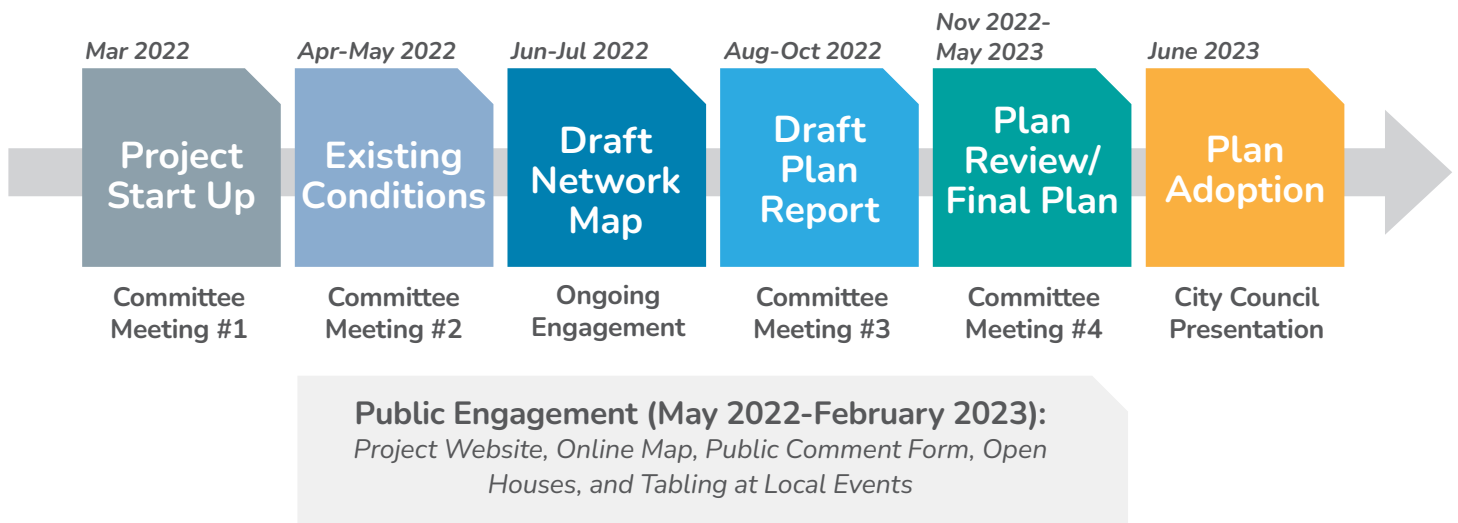 Mar 2022
Apr-May 2022
Jun-Jul 2022
Aug-Oct 2022
Nov 2022-
May 2023
June 2023
Project
Start Up
Existing
Conditions
Draft
Network
Map
Draft
Plan
Report
Plan
Review/
Final Plan
Plan
Adoption
Committee
Meeting #1
Committee
Meeting #2
Ongoing
Engagement
Committee
Meeting #3
Committee
Meeting #4
City Council
Presentation
Public Engagement (May 2022-February 2023):
Project Website, Online Map, Public Comment Form, Open
Houses, and Tabling at Local Events